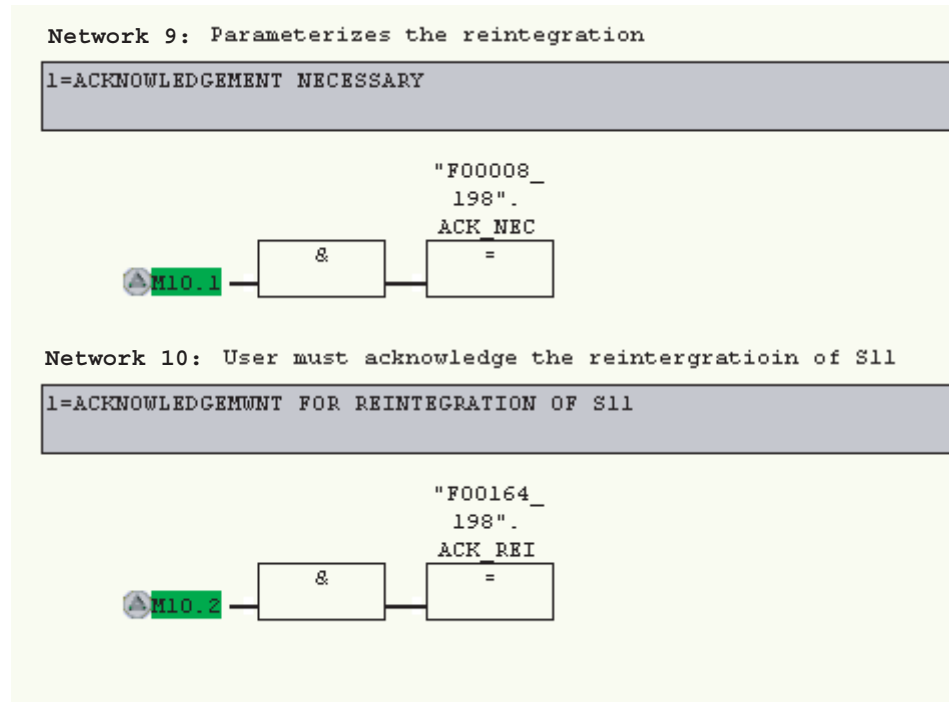 Network 9: Parameterizes the reintegration
1=ACKNOWLEDGEMENT NECESSARY
"F00008_
198".
ACK_NEC
& =
M10.1
Network 10: User must acknowledge the reintergratioin of S11
1=ACKNOWLEDGEMWNT FOR REINTEGRATION OF S11
"F00164_
198".
ACK_REI
& =
M10.2